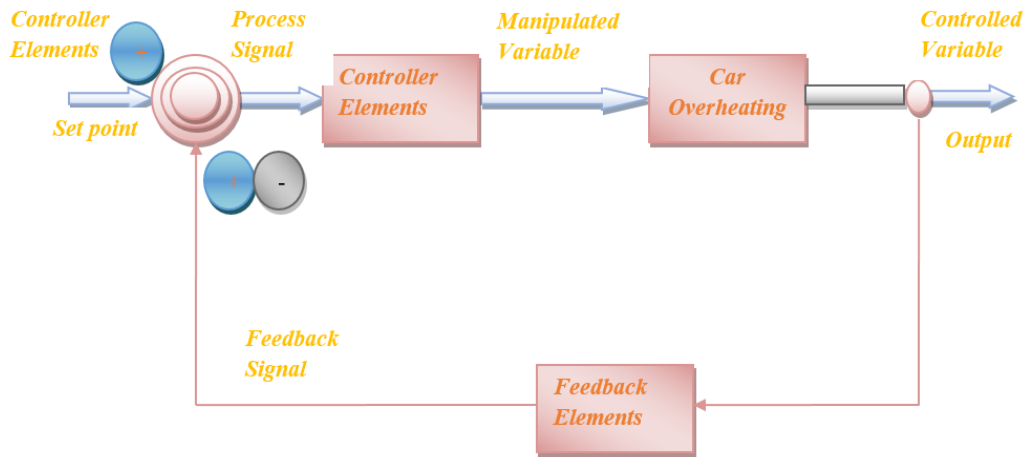 Controller
Elements
Process
Signal
Manipulated
Variable
Controlled
Variable
+
Controller
Elements
Car
Overheating
Set point
Output
+ -
Feedback
Signal
Feedback
Elements